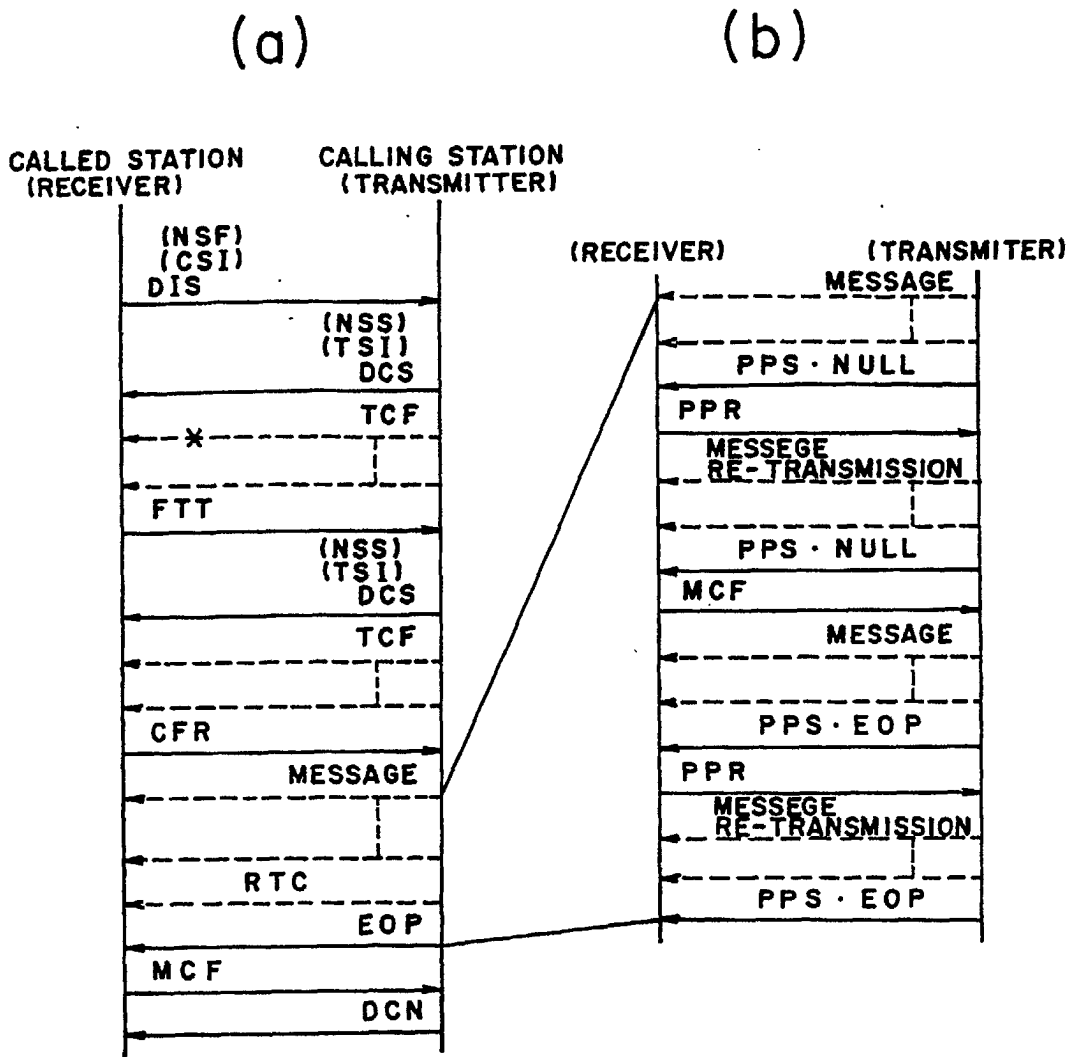 (a)
CALLED STATION
(RECEIVER)
CALLING STATION
(TRANSMITTER)
(NSF)
(CSI)
DIS
(NSS)
(TSI)
DCS
TCF
FTT
(NSS)
(TSI)
DCS
TCF
CFR
MESSAGE
RTC
EOP
MCF
DCN
(b)
(RECEIVER)
(TRANSMITER)
MESSAGE
PPS · NULL
PPR
MESSEGE
RE-TRANSMISSION
PPS · NULL
MCF
MESSAGE
PPS · EOP
PPR
MESSEGE
RE-TRANSMISSION
PPS · EOP